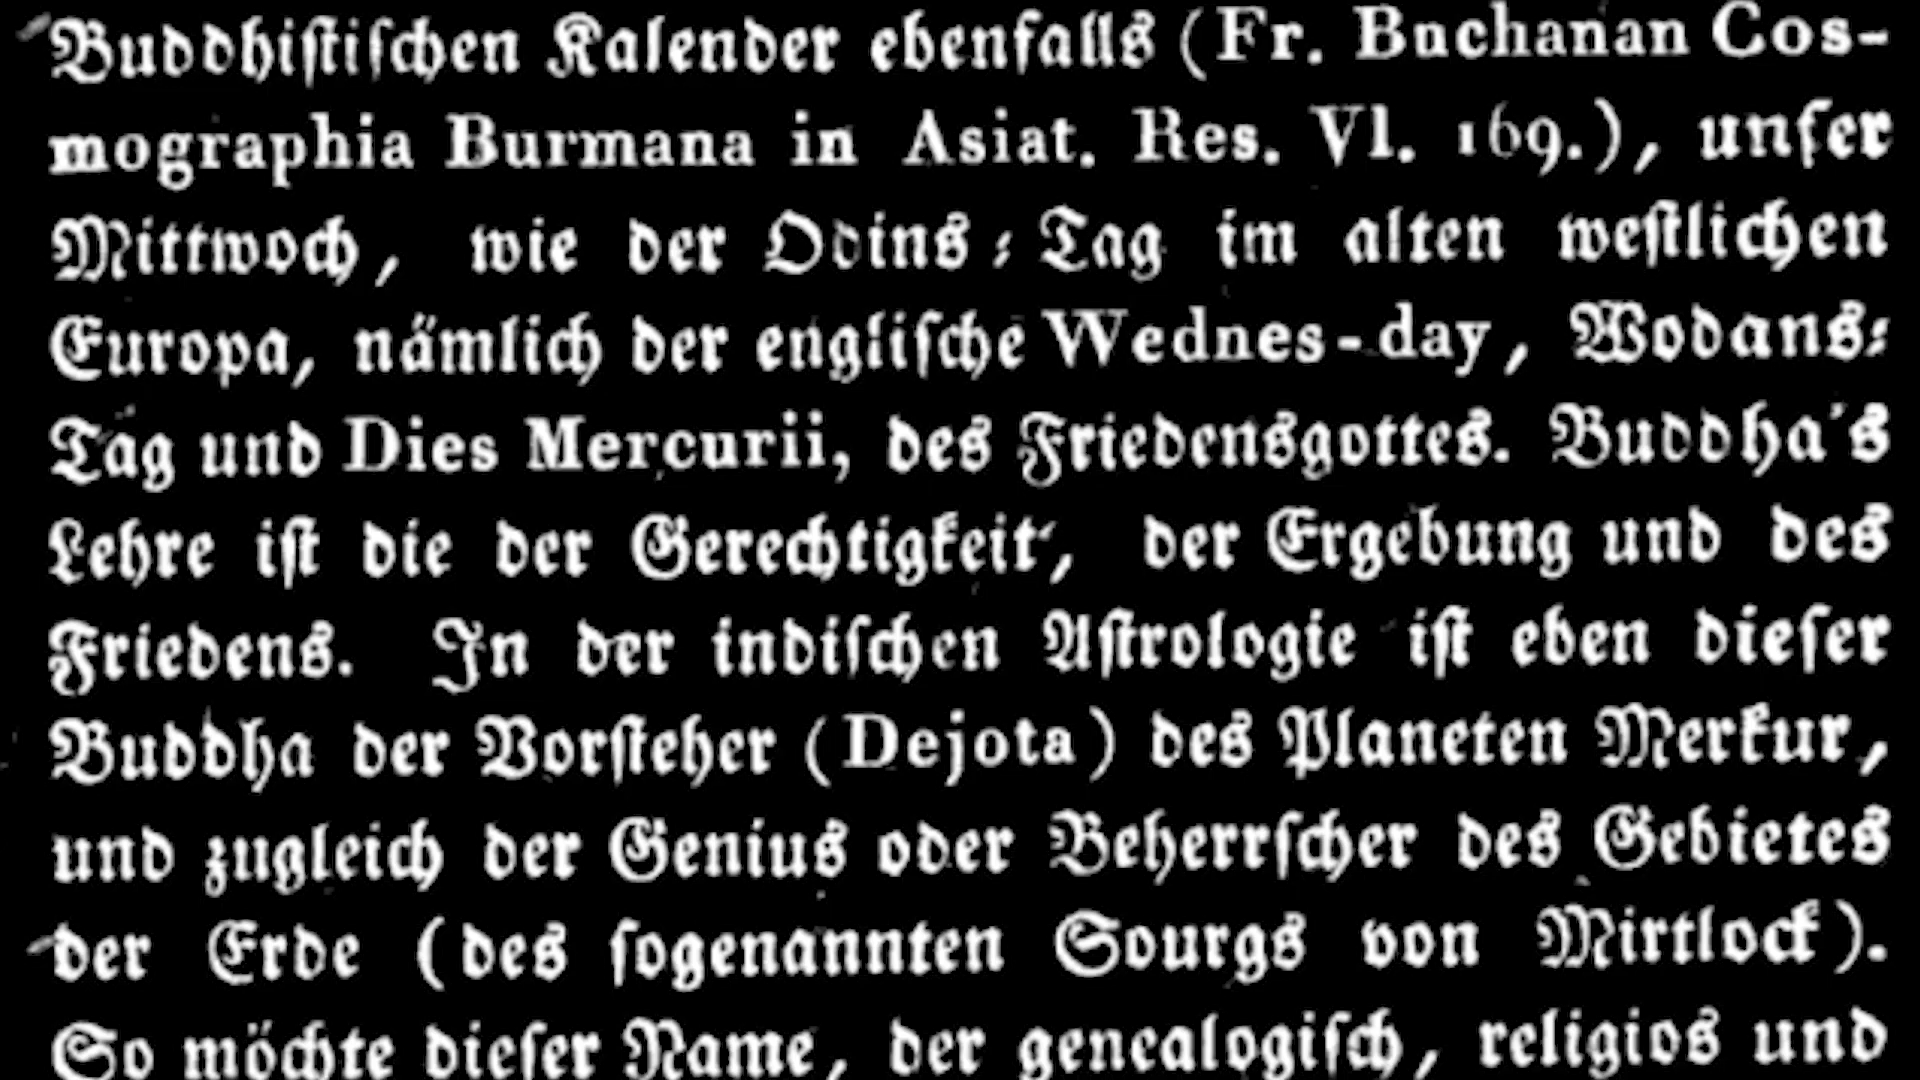 Buddhiſtiſchen Kalender ebenfalls (Fr. Buchanan Cos-
mographia Burmana in Asiat. Res. Vl. 169.), unſer
Mittwoch, wie der Odins⸗Tag im alten weſtlichen
Europa, nämlich der engliſche Wednes-day, Wodans⸗
Tag und Dies Mercurii, des Friedensgottes. Buddha's
Lehre iſt die der Gerechtigkeit, der Ergebung und des
Friedens. In der indiſchen Aſtrologie iſt eben dieſer
Buddha der Vorſteher (Dejota) des Planeten Merkur,
und zugleich der Genius oder Beherrſcher des Gebietes
der Erde (des ſogenannten Sourgs von Mirtlock).
So möchte dieſer Name, der genealogiſch, religios und